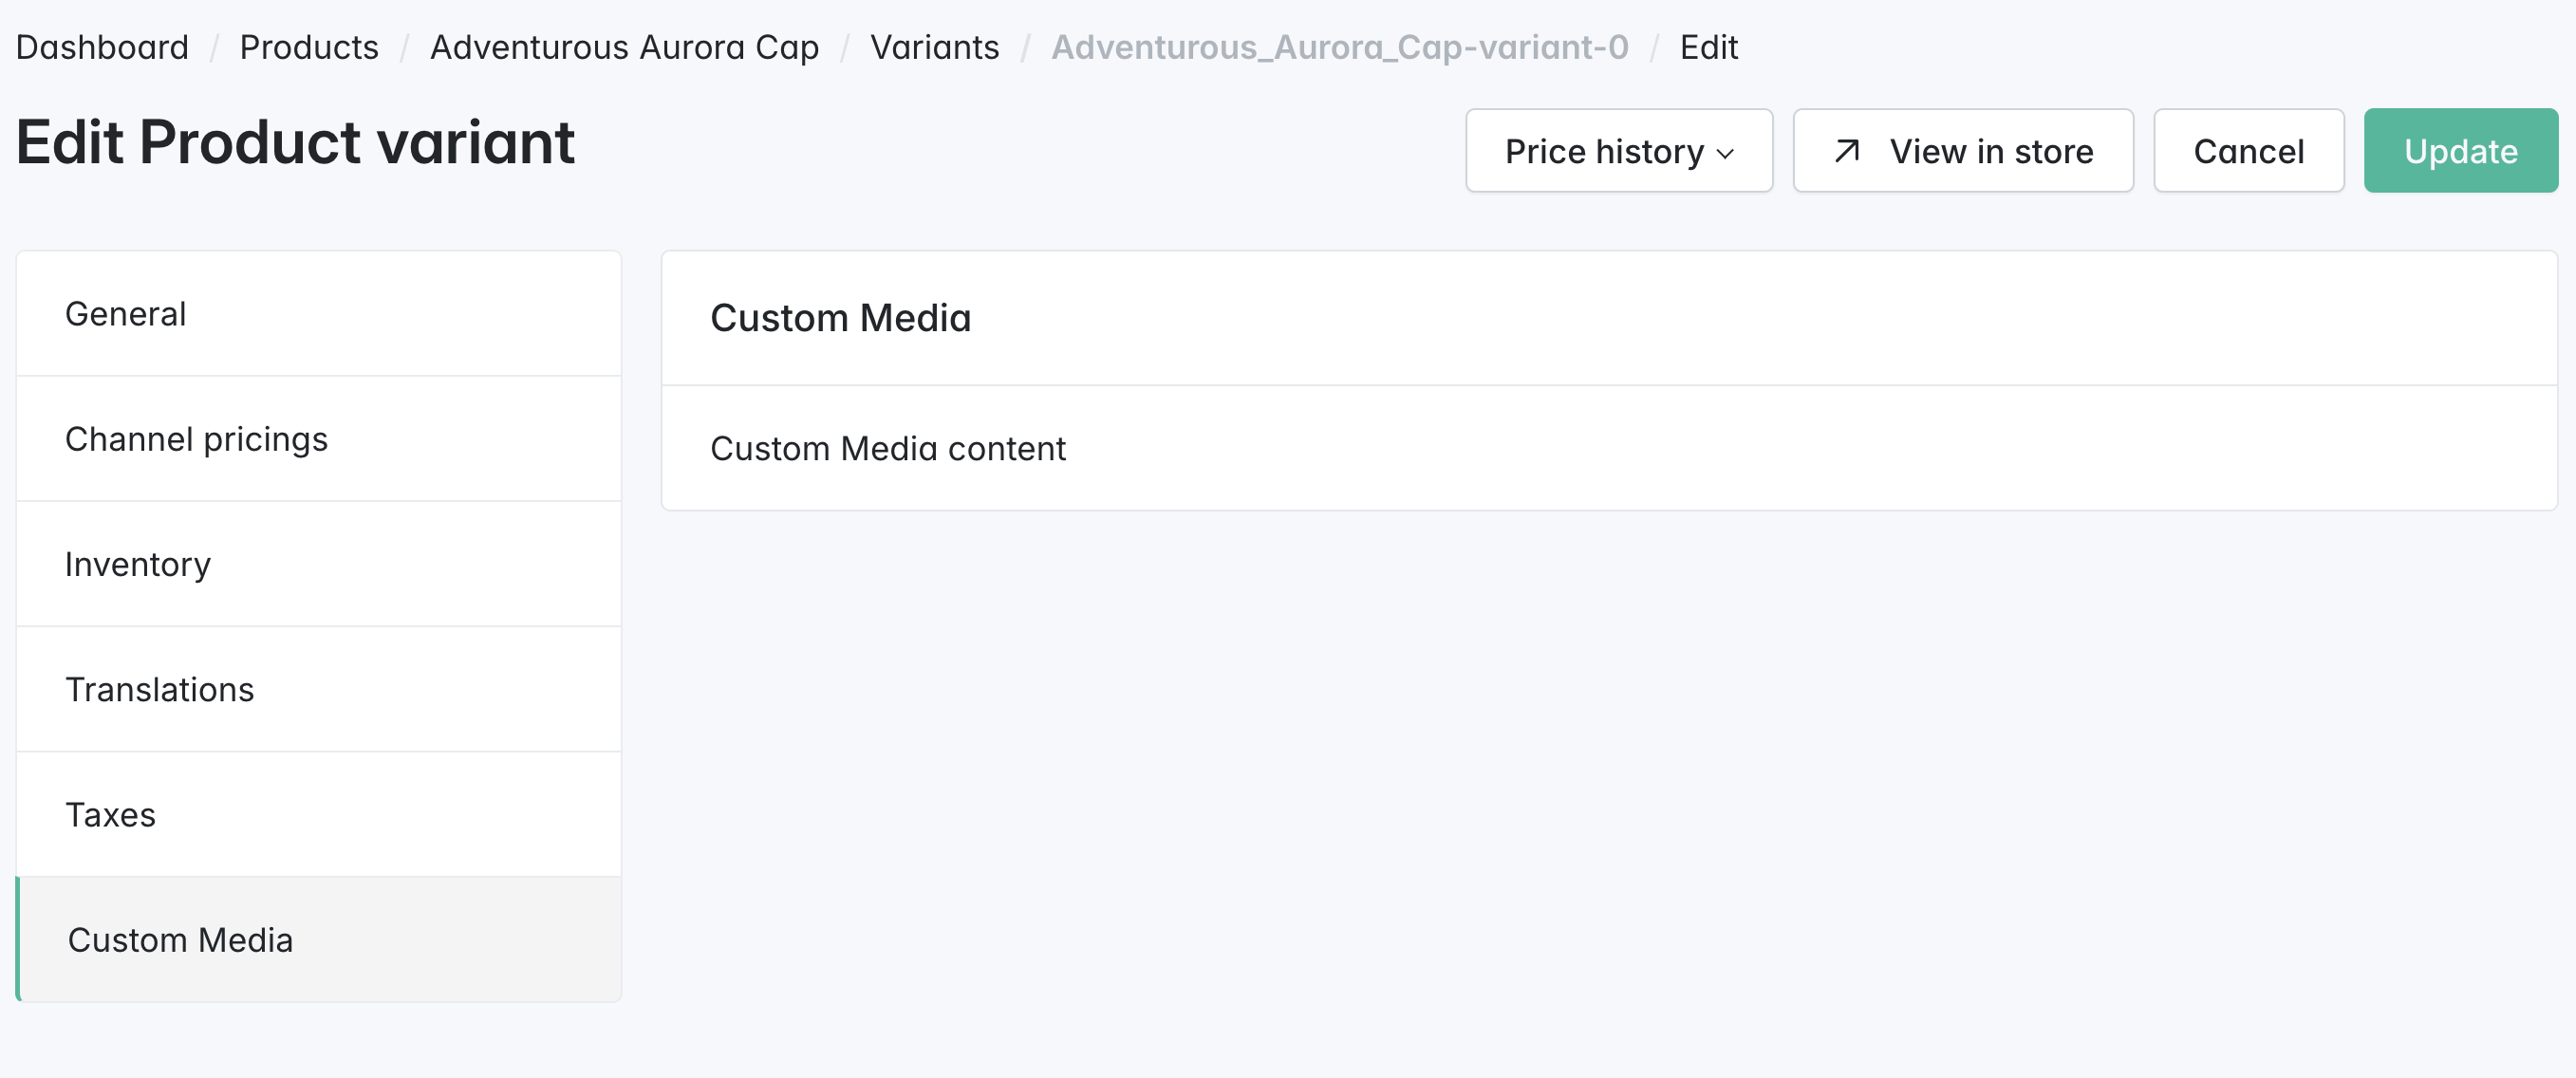 Dashboard / Products / Adventurous Aurora Cap / Variants / Adventurous_Aurora_Cap-variant-0 / Edit
Edit Product variant
Price history
View in store
Cancel
Update
General
Channel pricings
Inventory
Translations
Taxes
Custom Media
Custom Media
Custom Media content